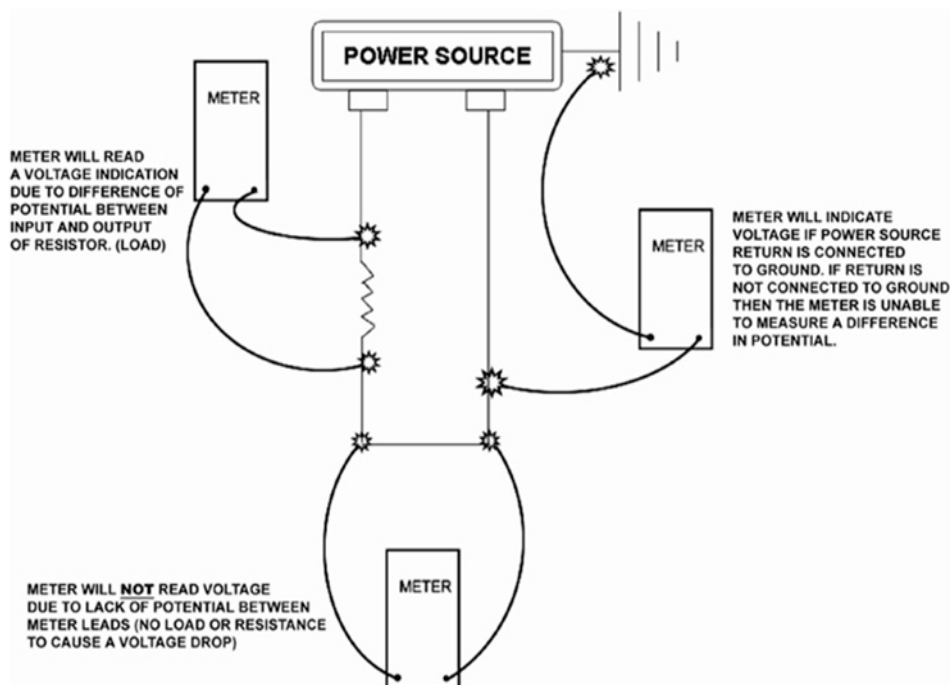 POWER SOURCE
METER
METER WILL READ
A VOLTAGE INDICATION
DUE TO DIFFERENCE OF
POTENTIAL BETWEEN
INPUT AND OUTPUT
OF RESISTOR. (LOAD)
METER
METER WILL INDICATE
VOLTAGE IF POWER SOURCE
RETURN IS CONNECTED
TO GROUND. IF RETURN IS
NOT CONNECTED TO GROUND
THEN THE METER IS UNABLE
TO MEASURE A DIFFERENCE
IN POTENTIAL.
METER
METER WILL NOT READ VOLTAGE
DUE TO LACK OF POTENTIAL BETWEEN
METER LEADS (NO LOAD OR RESISTANCE
TO CAUSE A VOLTAGE DROP)